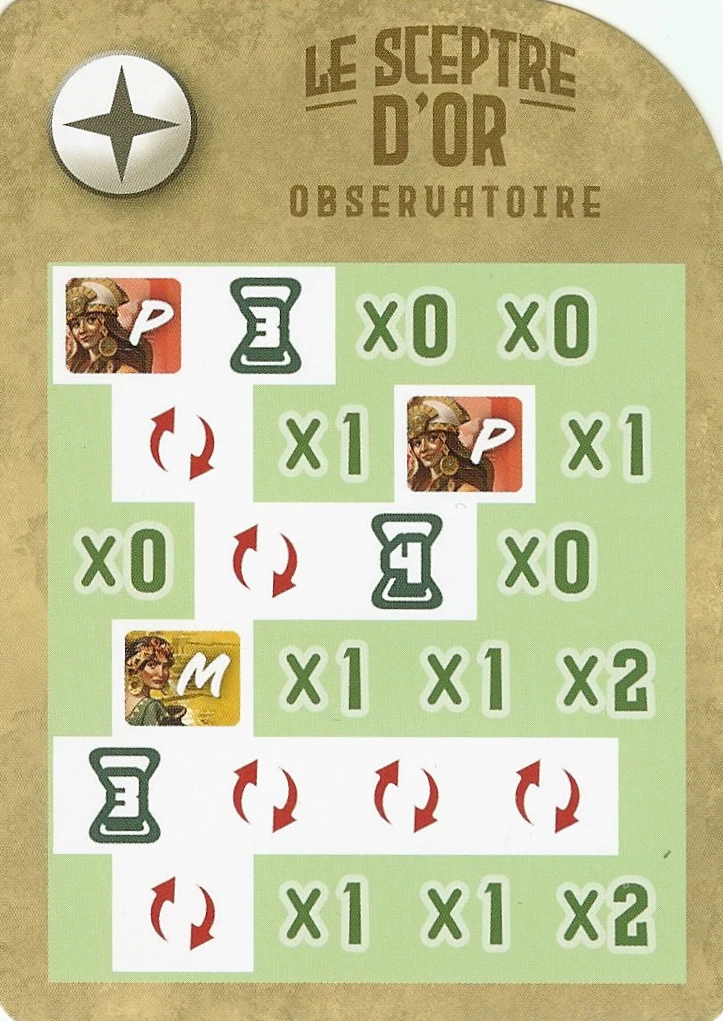 LE SCEPTRE
D'OR
OBSERVATOIRE
P 3 X0 X0
X1 P X1
X0 4 X0
M X1 X1 X2
3
X1 X1 X2